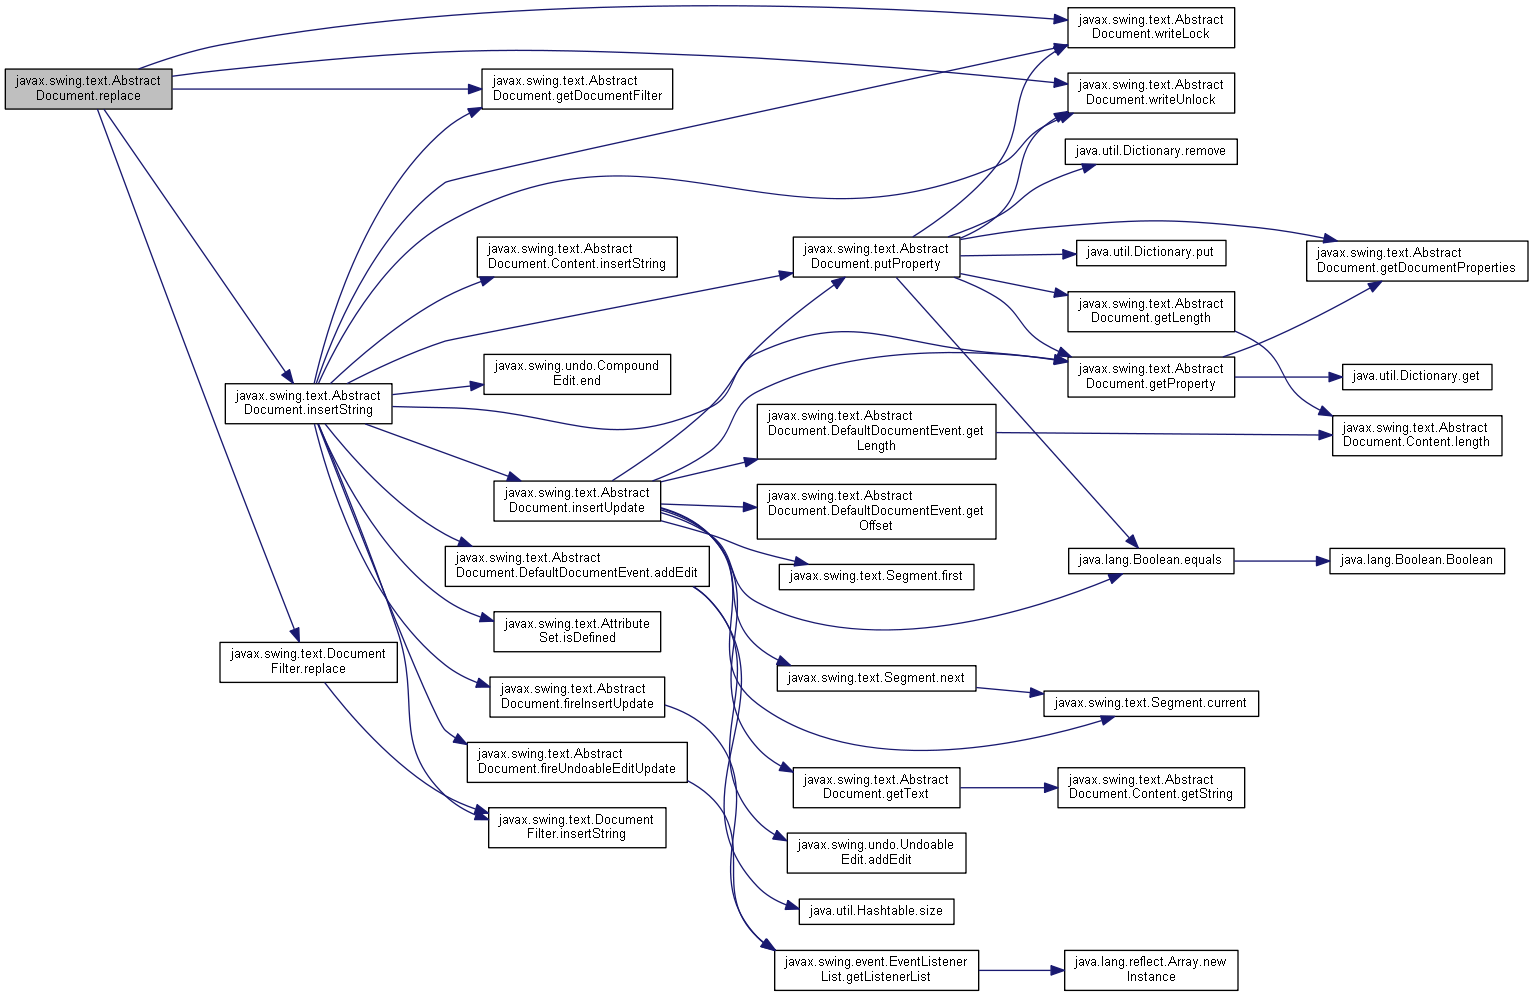 javax.swing.text.Abstract
Document.writeLock
javax.swing.text.Abstract
Document.replace
javax.swing.text.Abstract
Document.getDocumentFilter
javax.swing.text.Abstract
Document.writeUnlock
java.util.Dictionary.remove
javax.swing.text.Abstract
Document.Content.insertString
javax.swing.text.Abstract
Document.putProperty
java.util.Dictionary.put
javax.swing.text.Abstract
Document.getDocumentProperties
javax.swing.text.Abstract
Document.getLength
javax.swing.undo.Compound
Edit.end
javax.swing.text.Abstract
Document.getProperty
java.util.Dictionary.get
javax.swing.text.Abstract
Document.insertString
javax.swing.text.Abstract
Document.DefaultDocumentEvent.get
Length
javax.swing.text.Abstract
Document.Content.length
javax.swing.text.Abstract
Document.insertUpdate
javax.swing.text.Abstract
Document.DefaultDocumentEvent.get
Offset
javax.swing.text.Abstract
Document.DefaultDocumentEvent.addEdit
javax.swing.text.Segment.first
java.lang.Boolean.equals
java.lang.Boolean.Boolean
javax.swing.text.Attribute
Set.isDefined
javax.swing.text.Document
Filter.replace
javax.swing.text.Abstract
Document.fireInsertUpdate
javax.swing.text.Segment.next
javax.swing.text.Segment.current
javax.swing.text.Abstract
Document.fireUndoableEditUpdate
javax.swing.text.Abstract
Document.getText
javax.swing.text.Abstract
Document.Content.getString
javax.swing.text.Document
Filter.insertString
javax.swing.undo.Undoable
Edit.addEdit
java.util.Hashtable.size
javax.swing.event.EventListener
List.getListenerList
java.lang.reflect.Array.new
Instance